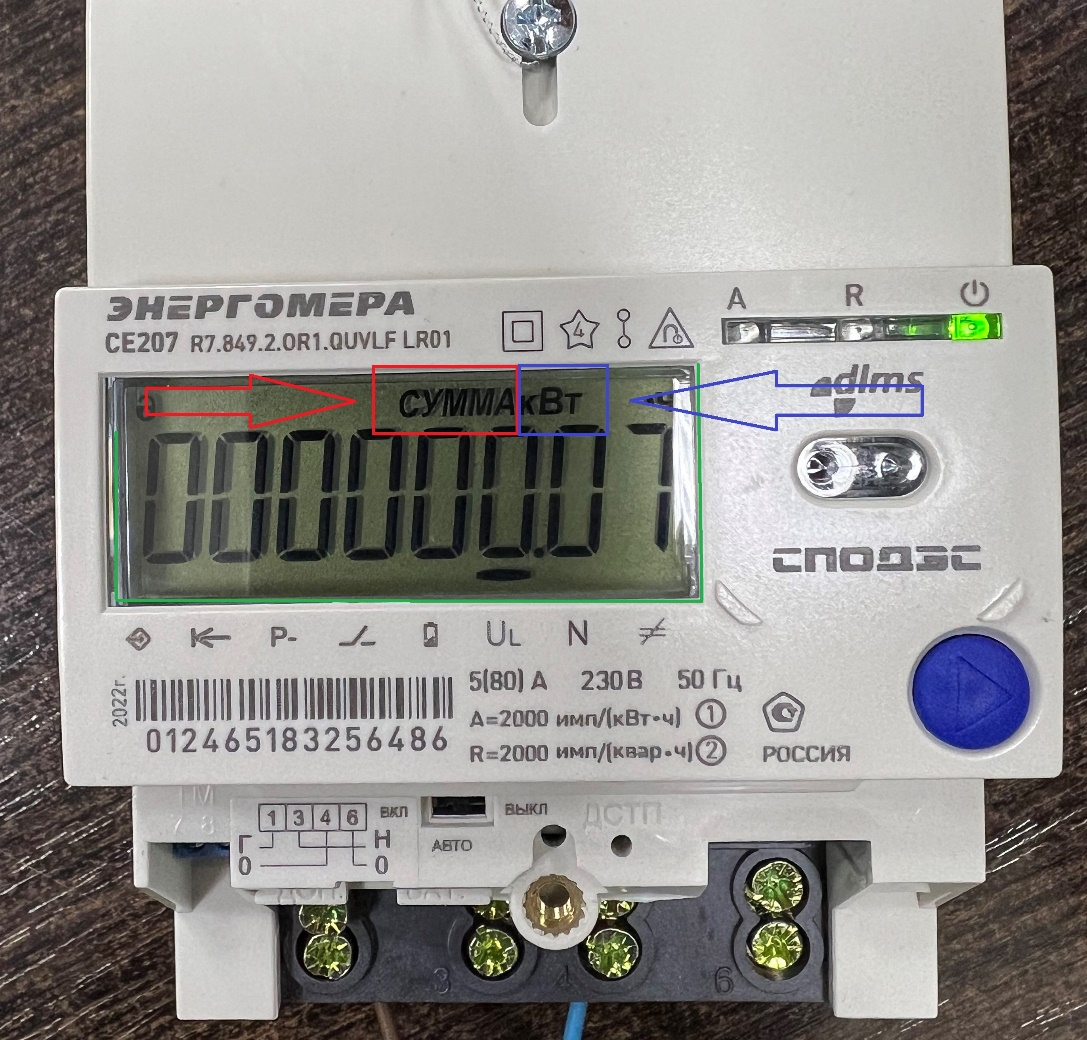 ЭНЕРГОМЕРА
CE207 R7.849.2.OR1.QUVLF LR01
4
A R
СУММА кВт ч
000000.07
dlms
СПОДЭС
P- UL N
2022г.
012465183256486
5(80) A 230 В 50 Гц
A=2000 имп/(кВт•ч) 1
R=2000 имп/(квар•ч) 2
РОССИЯ
1 3 4 6
ВКЛ ВЫКЛ
АВТО
Г Н
0 0
ДСТП
3 4 6